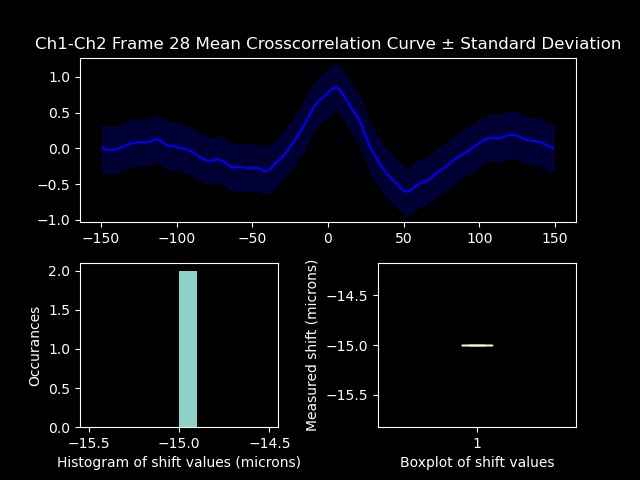 Ch1-Ch2 Frame 28 Mean Crosscorrelation Curve ± Standard Deviation
1.0
0.5
0.0
−0.5
−1.0
−150 −100 −50 0 50 100 150
Occurances
2.0
1.5
1.0
0.5
0.0
−15.5 −15.0 −14.5
Histogram of shift values (microns)
Measured shift (microns)
−14.5
−15.0
−15.5
1
Boxplot of shift values